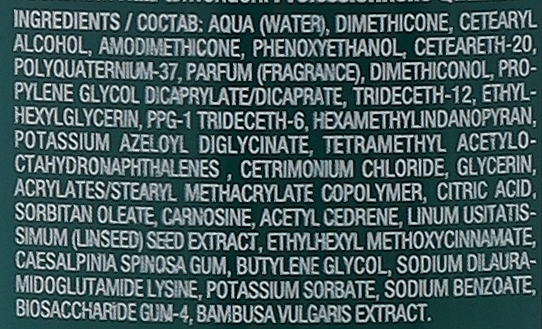 INGREDIENTS / СОСТАВ: AQUA (WATER), DIMETHICONE, CETEARYL
ALCOHOL, AMODIMETHICONE, PHENOXYETHANOL, CETEARETH-20,
POLYQUATERNIUM-37, PARFUM (FRAGRANCE), DIMETHICONOL, PRO-
PYLENE GLYCOL DICAPRYLATE/DICAPRATE, TRIDECETH-12, ETHYL-
HEXYLGLYCERIN, PPG-1 TRIDECETH-6, HEXAMETHYLINDANOPYRAN,
POTASSIUM AZELOYL DIGLYCINATE, TETRAMETHYL ACETYLO-
CTAHYDRONAPHTHALENES , CETRIMONIUM CHLORIDE, GLYCERIN,
ACRYLATES/STEARYL METHACRYLATE COPOLYMER, CITRIC ACID,
SORBITAN OLEATE, CARNOSINE, ACETYL CEDRENE, LINUM USITATIS-
SIMUM (LINSEED) SEED EXTRACT, ETHYLHEXYL METHOXYCINNAMATE,
CAESALPINIA SPINOSA GUM, BUTYLENE GLYCOL, SODIUM DILAURA-
MIDOGLUTAMIDE LYSINE, POTASSIUM SORBATE, SODIUM BENZOATE,
BIOSACCHARIDE GUM-4, BAMBUSA VULGARIS EXTRACT.